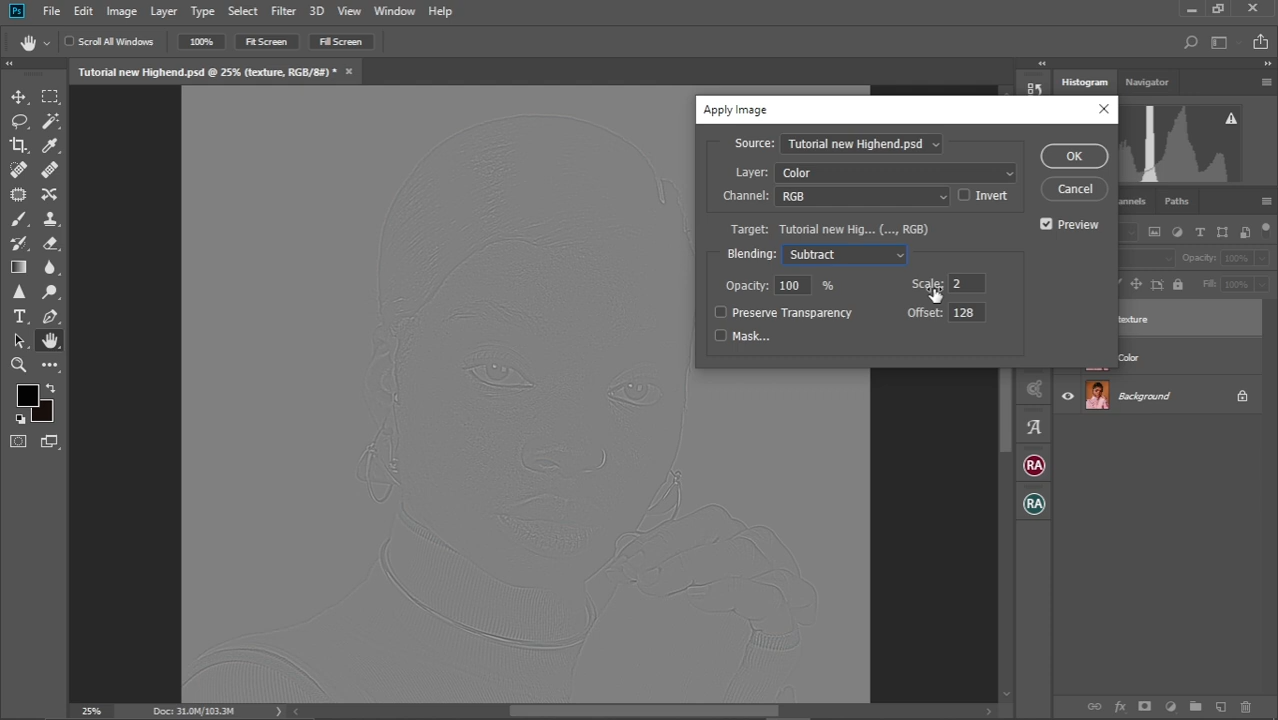 Ps File Edit Image Layer Type Select Filter 3D View Window Help
Scroll All Windows 100% Fit Screen Fill Screen
Tutorial new Highend.psd @ 25% (texture, RGB/8#) * ×
Histogram Navigator
Apply Image
Source: Tutorial new Highend.psd
OK
Layer: Color
Cancel
Channel: RGB Invert
annels Paths
Preview
Target: Tutorial new Hig... (..., RGB)
Blending: Subtract
Opacity: 100%
Opacity: 100 %
Scale: 2
Fill: 100%
Preserve Transparency
Offset: 128
Mask...
texture
Color
Background
A
RA
RA
25% Doc: 31.0M/103.3M
fx